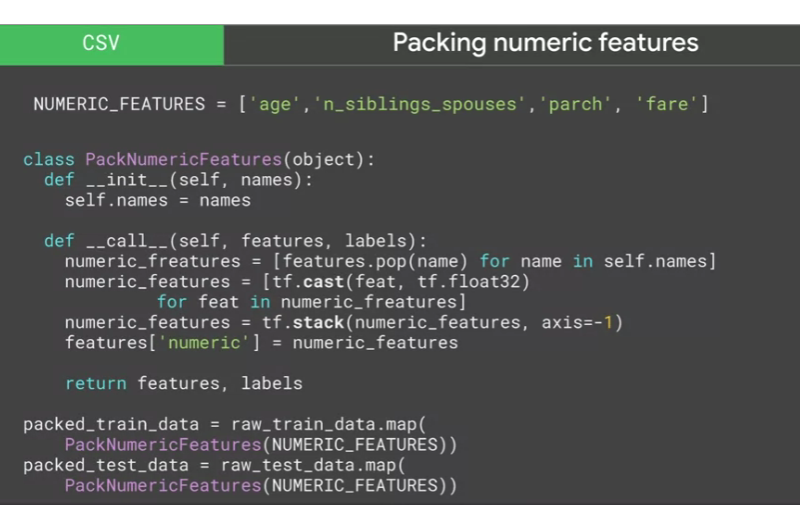 CSV
Packing numeric features
NUMERIC_FEATURES = ['age','n_siblings_spouses','parch', 'fare']
class PackNumericFeatures(object):
def __init__(self, names):
self.names = names
def __call__(self, features, labels):
numeric_freatures = [features.pop(name) for name in self.names]
numeric_features = [tf.cast(feat, tf.float32)
for feat in numeric_freatures]
numeric_features = tf.stack(numeric_features, axis=-1)
features['numeric'] = numeric_features
return features, labels
packed_train_data = raw_train_data.map(
PackNumericFeatures(NUMERIC_FEATURES))
packed_test_data = raw_test_data.map(
PackNumericFeatures(NUMERIC_FEATURES))